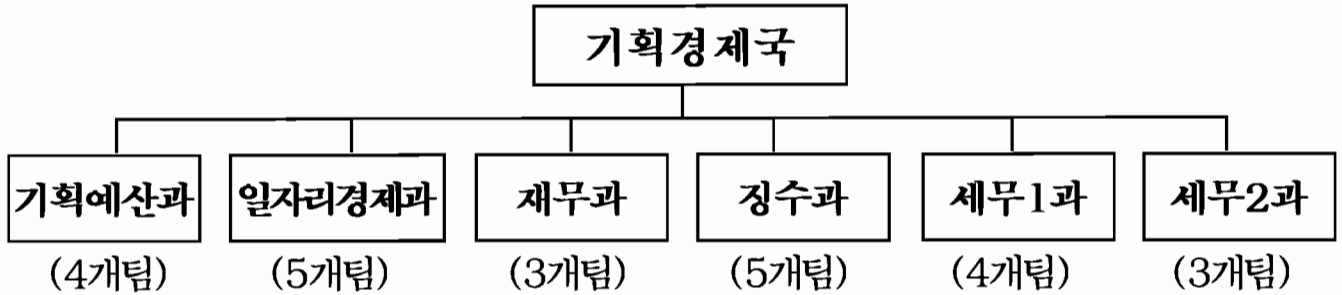 기획경제국
기획예산과 일자리경제과 재무과 징수과 세무1과 세무2과
(4개팀) (5개팀) (3개팀) (5개팀) (4개팀) (3개팀)